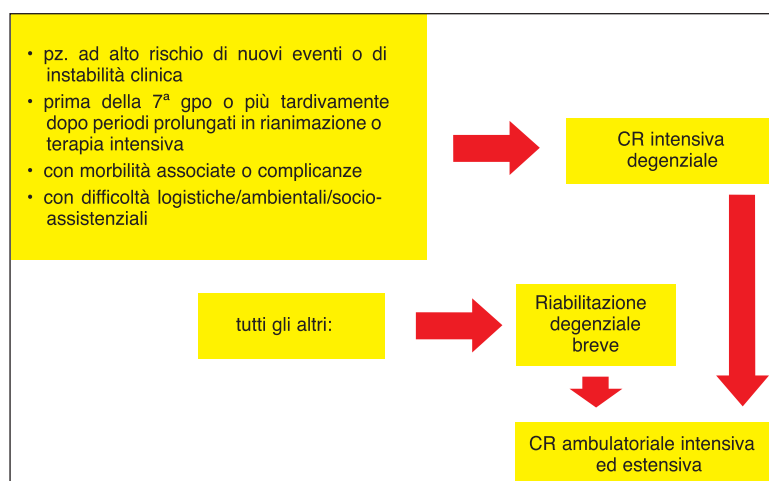 • pz. ad alto rischio di nuovi eventi o di
instabilità clinica
• prima della 7ª gpo o più tardivamente
dopo periodi prolungati in rianimazione o
terapia intensiva
• con morbilità associate o complicanze
• con difficoltà logistiche/ambientali/socio-
assistenziali
CR intensiva
degenziale
tutti gli altri:
Riabilitazione
degenziale
breve
CR ambulatoriale intensiva
ed estensiva